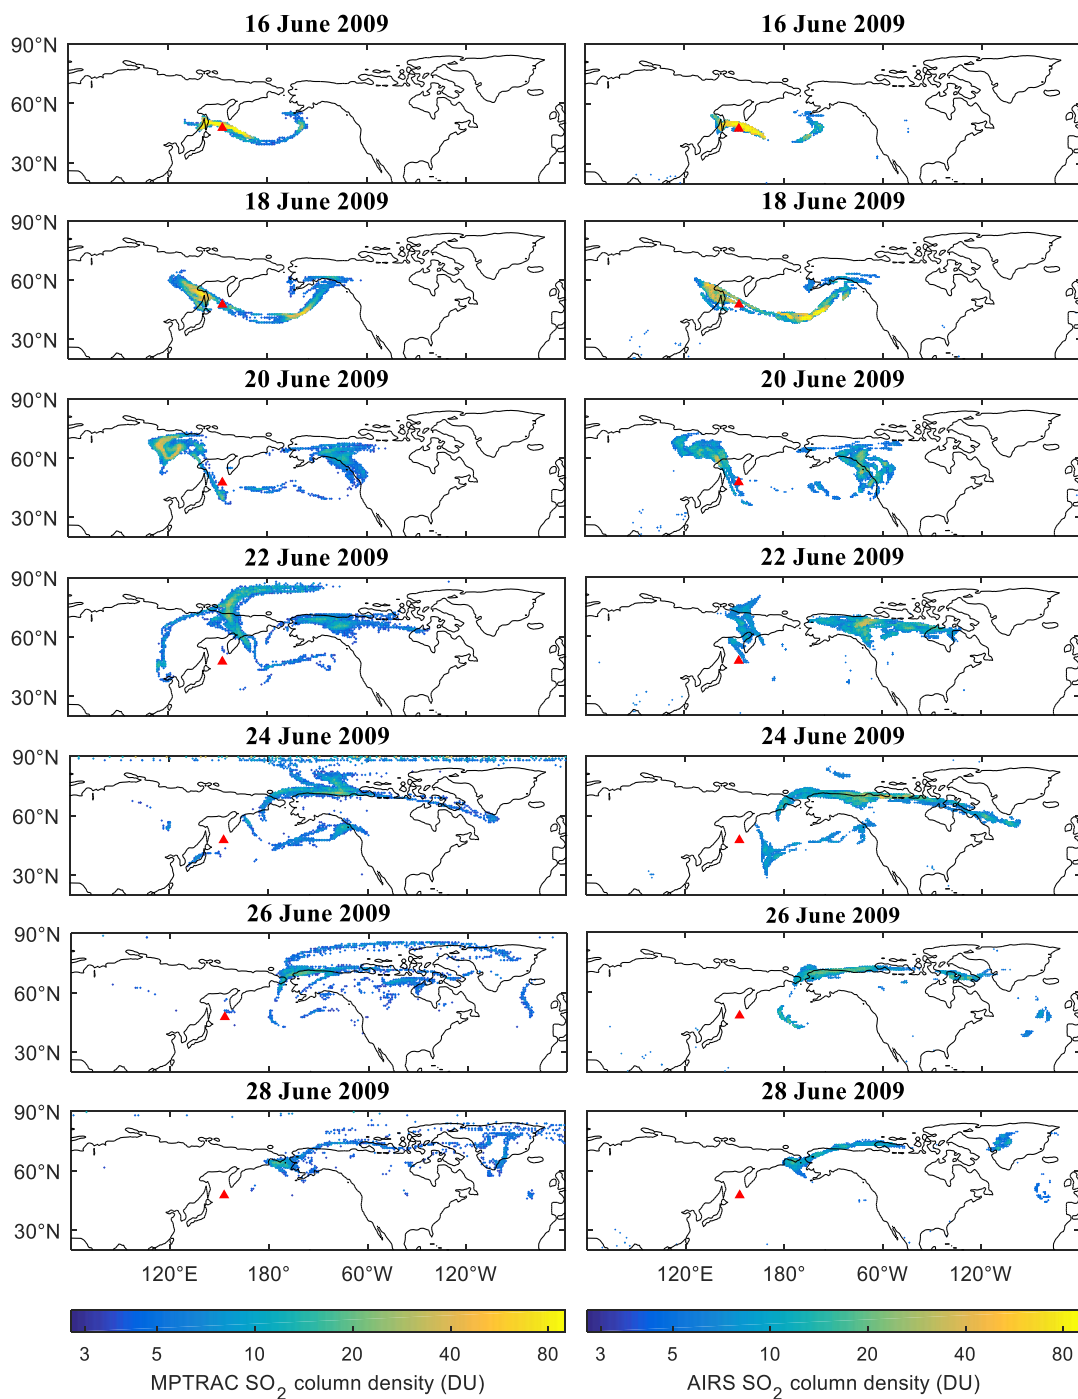 16 June 2009
16 June 2009
90°N
60°N
30°N
18 June 2009
18 June 2009
90°N
60°N
30°N
20 June 2009
20 June 2009
90°N
60°N
30°N
22 June 2009
22 June 2009
90°N
60°N
30°N
24 June 2009
24 June 2009
90°N
60°N
30°N
26 June 2009
26 June 2009
90°N
60°N
30°N
28 June 2009
28 June 2009
90°N
60°N
30°N
120°E 180° 60°W 120°W
120°E 180° 60°W 120°W
3 5 10 20 40 80
3 5 10 20 40 80
MPTRAC SO₂ column density (DU)
AIRS SO₂ column density (DU)